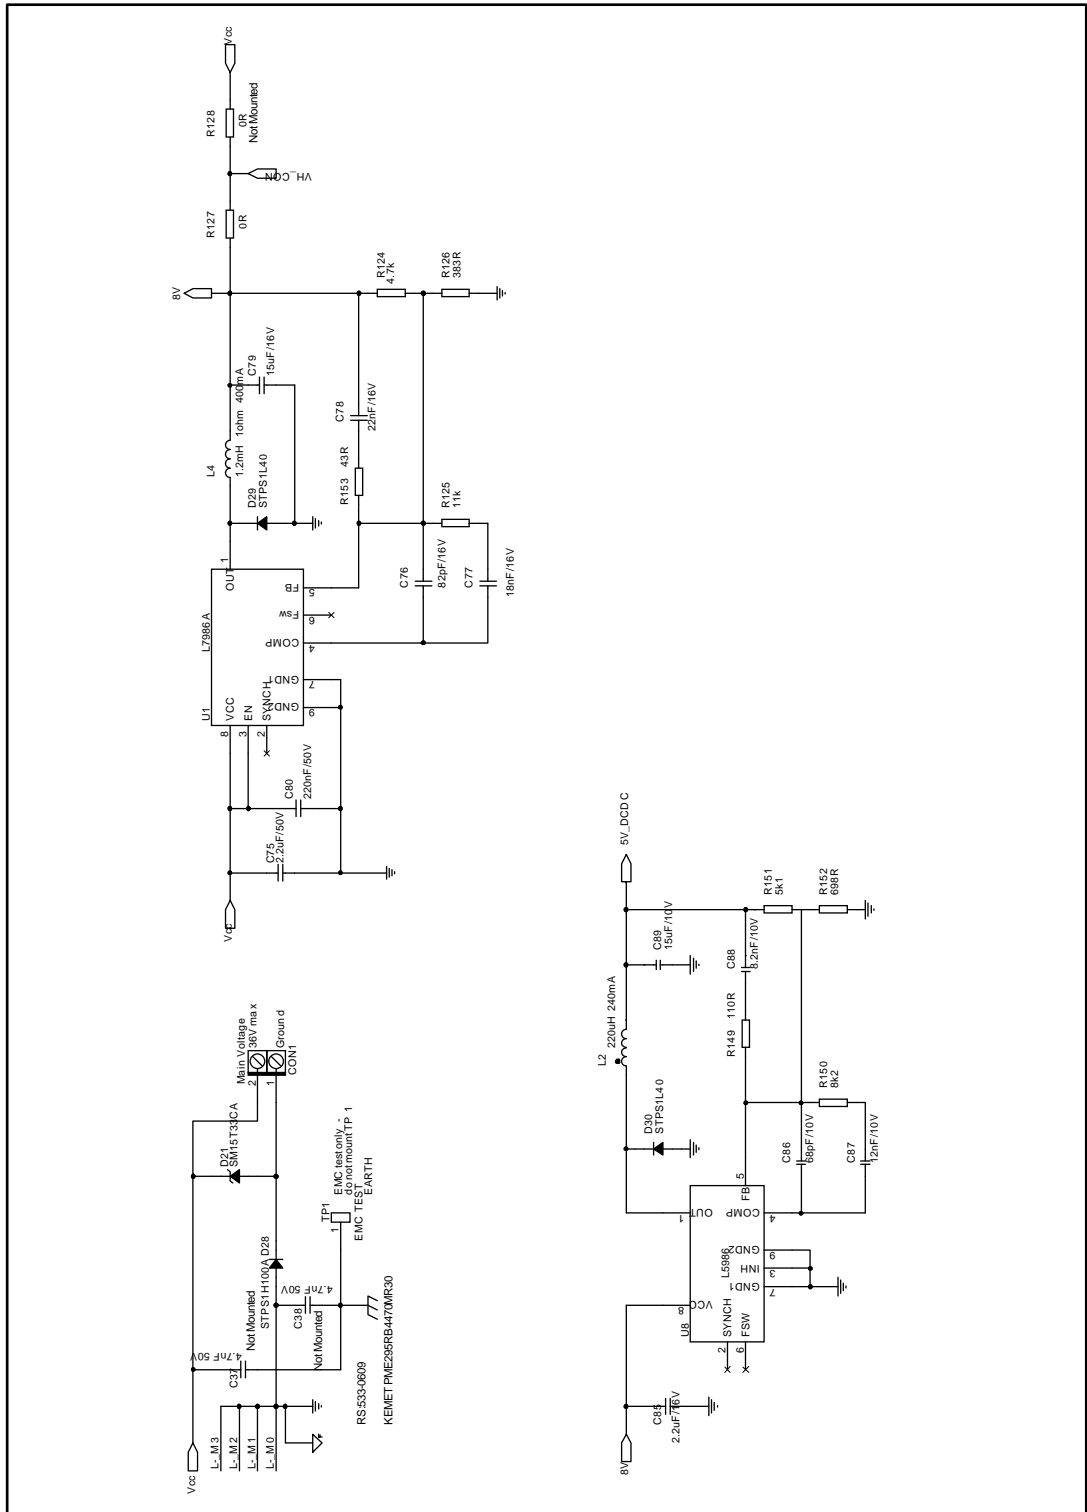 Vcc
R128
0R
Not Mounted
VH_CON
R127
0R
8V
R124
4.7k
R126
383R
C79
15uF/16V
L4
1.2mH 1ohm 400mA
C78
22nF/16V
D29
STPS1L40
R153 43R
R125
11k
C76
82pF/16V
C77
18nF/16V
L7986A
U1
OUT
1
FB
5
Fsw
6
COMP
4
GND1
7
GND2
9
VCC
8
EN
3
SYNCH
2
C80
220nF/50V
C75
2.2uF/50V
Vcc
Main Voltage
36V max
Ground
CON1
2
1
D21
SM15T33CA
EMC test only -
do not mount TP1
TP1
1
EMC TEST
EARTH
D28
STPS1H100A
Not Mounted
4.7nF 50V
C38
Not Mounted
4.7nF 50V
C37
RS:533-0609
KEMET PME295RB4470MR30
L-_M3
L-_M2
L-_M1
L-_M0
Vcc
5V_DCDC
R151
5k1
R152
698R
C89
15uF/10V
C88
8.2nF/10V
L2
220uH 240mA
R149 110R
R150
8k2
D30
STPS1L40
C86
68pF/10V
C87
12nF/10V
U8
L5986
OUT
1
FB
5
COMP
4
GND2
9
INH
3
GND1
7
VCC
8
SYNCH
2
FSW
6
C85
2.2uF/16V
8V